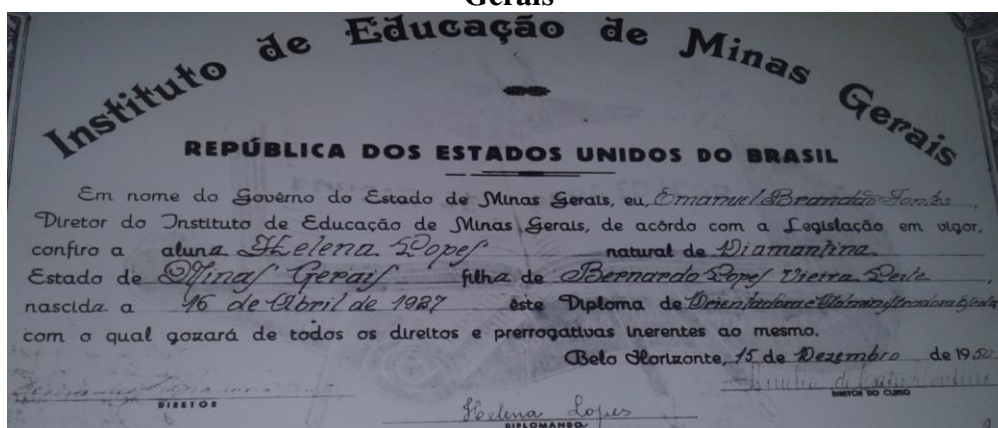 Gerais
Instituto de Educação de Minas Gerais
REPÚBLICA DOS ESTADOS UNIDOS DO BRASIL
Em nome do Govêrno do Estado de Minas Gerais, eu, Emanuel Brandão Fontes,
Diretor do Instituto de Educação de Minas Gerais, de acôrdo com a Legislação em vigor,
confiro a aluna Helena Lopes natural de Diamantina
Estado de Minas Gerais filha de Bernardo Lopes Vieira
nascida a 16 de Abril de 1927 êste Diploma de Orientadora e Administradora
com o qual gozará de todos os direitos e prerrogativas inerentes ao mesmo.
Belo Horizonte, 15 de Dezembro de 1950
DIRETOR
DIRETOR DO CURSO
Helena Lopes
DIPLOMANDO